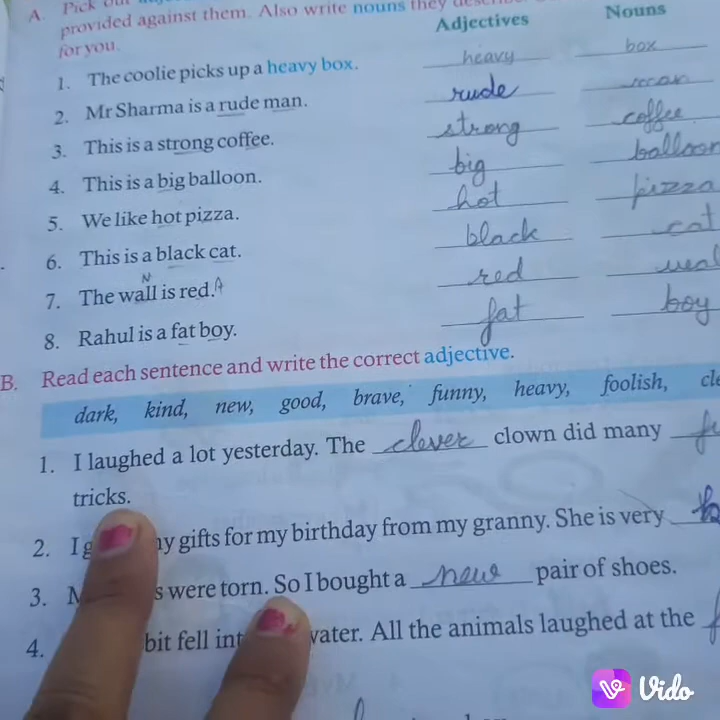 A. Pick out
provided against them. Also write nouns they
for you.
Adjectives Nouns
1. The coolie picks up a heavy box. heavy box
2. Mr Sharma is a rude man. rude man
3. This is a strong coffee. strong coffee
4. This is a big balloon. big balloon
5. We like hot pizza. hot pizza
6. This is a black cat. black cat
N
7. The wall is red. A red
8. Rahul is a fat boy. fat boy
B. Read each sentence and write the correct adjective.
dark, kind, new, good, brave, funny, heavy, foolish, cle
1. I laughed a lot yesterday. The clever clown did many
tricks.
2. I gifts for my birthday from my granny. She is very
3. were torn. So I bought a new pair of shoes.
4. bit fell int water. All the animals laughed at the
Vido